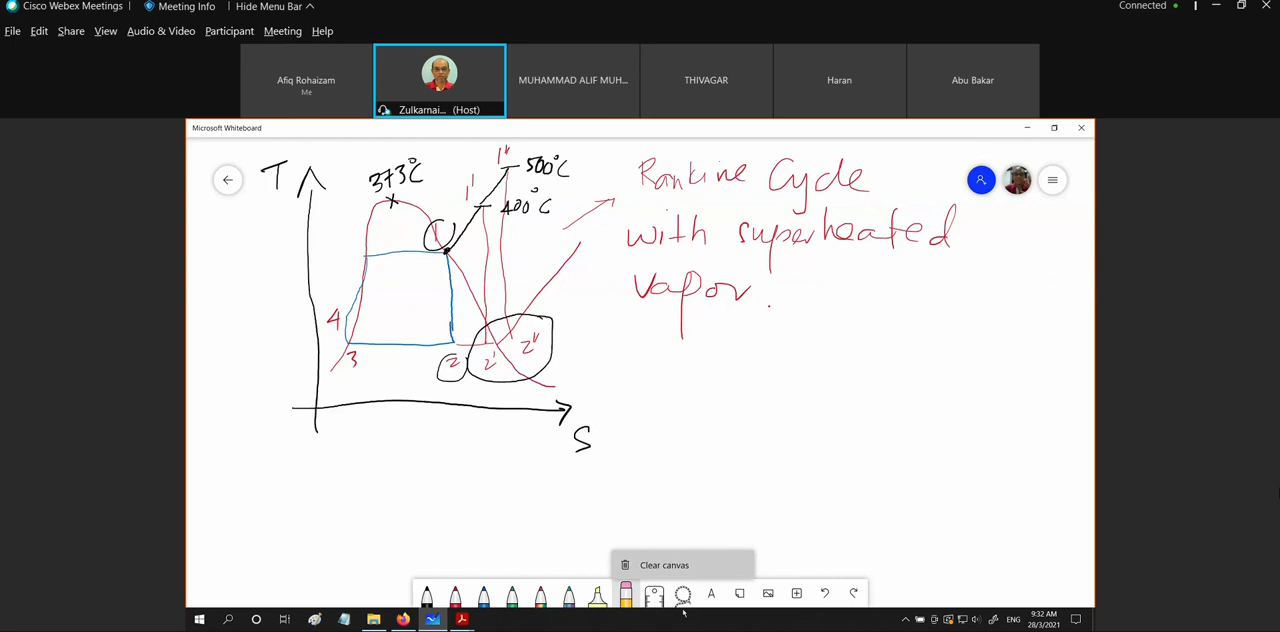 Cisco Webex Meetings | Meeting Info | Hide Menu Bar
Connected
File Edit Share View Audio & Video Participant Meeting Help
Afiq Rohaizam
Me
Zulkarnai... (Host)
MUHAMMAD ALIF MUH...
THIVAGAR
Haran
Abu Bakar
Microsoft Whiteboard
T
373°C
1" 500°C
1' 400°C
1
4
3
2 2' 2"
S
Rankine Cycle
with superheated
vapor.
Clear canvas
A
ENG
9:32 AM
28/3/2021